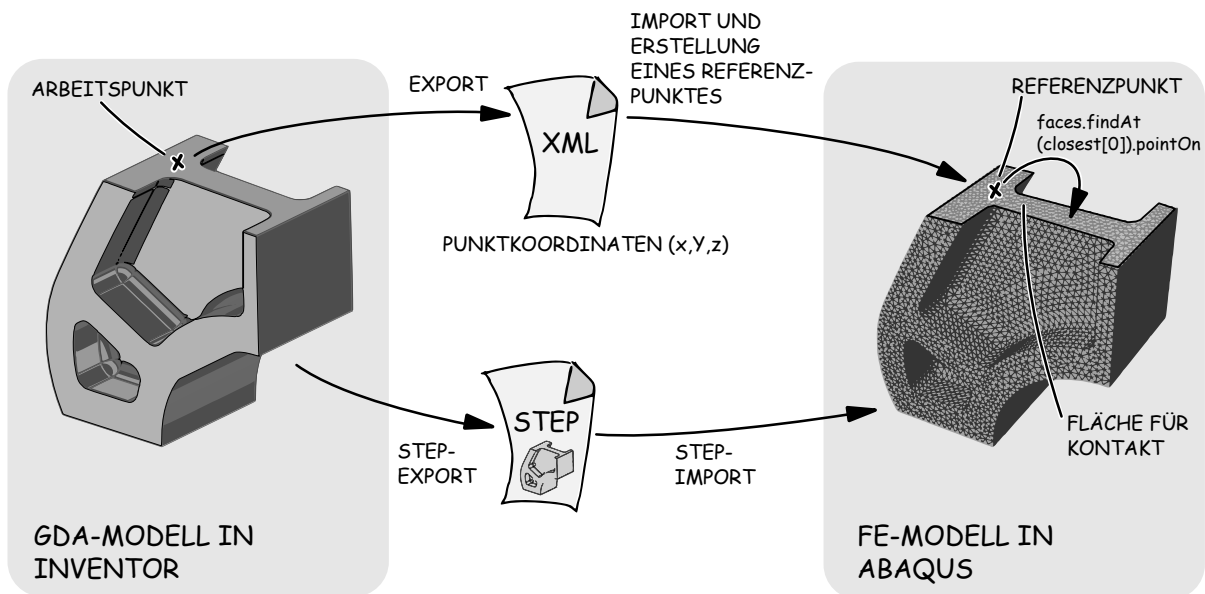 ARBEITSPUNKT
EXPORT
XML
PUNKTKOORDINATEN (x,Y,z)
IMPORT UND
ERSTELLUNG
EINES REFERENZ-
PUNKTES
REFERENZPUNKT
faces.findAt
(closest[0]).pointOn
FLÄCHE FÜR
KONTAKT
STEP-
EXPORT
STEP
STEP-
IMPORT
GDA-MODELL IN
INVENTOR
FE-MODELL IN
ABAQUS